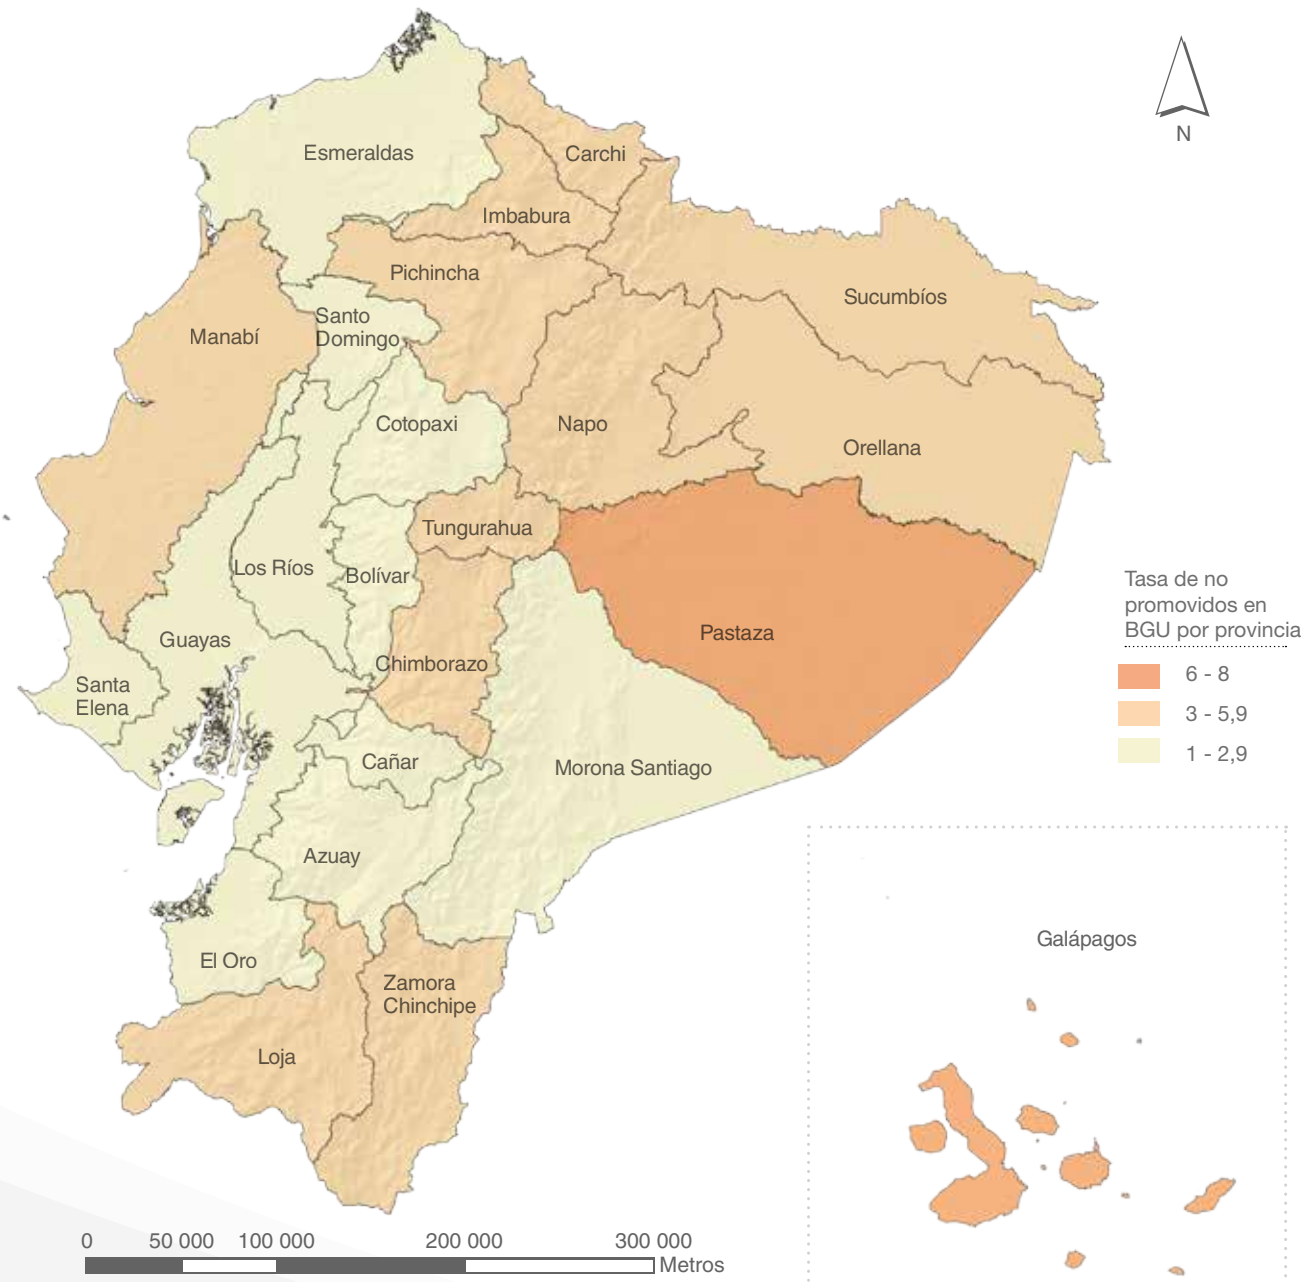 N
Esmeraldas
Carchi
Imbabura
Pichincha
Sucumbíos
Manabí
Santo
Domingo
Cotopaxi
Napo
Orellana
Tungurahua
Los Ríos
Bolívar
Pastaza
Guayas
Chimborazo
Santa
Elena
Cañar
Morona Santiago
Azuay
El Oro
Zamora
Chinchipe
Loja
Tasa de no
promovidos en
BGU por provincia
6 - 8
3 - 5,9
1 - 2,9
Galápagos
0 50 000 100 000 200 000 300 000
Metros